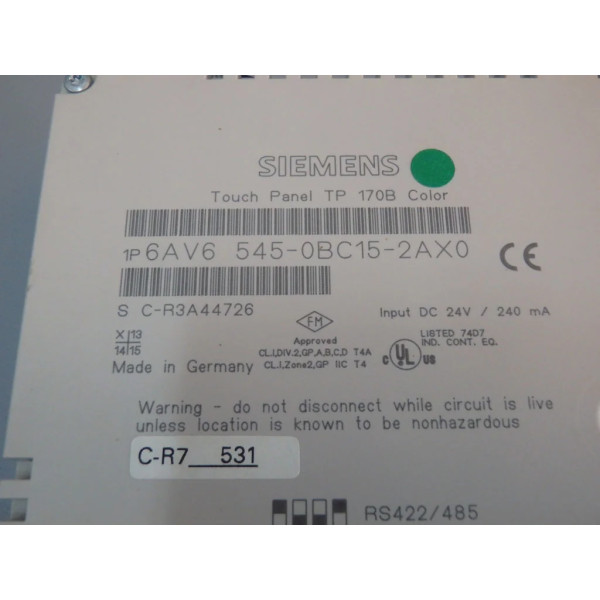 SIEMENS
Touch Panel TP 170B Color
1P 6AV6 545-0BC15-2AX0
CE
S C-R3A44726
Input DC 24V / 240 mA
FM
Approved
CL.I,DIV.2,GP.A,B,C,D T4A
CL.I,Zone2,GP IIC T4
X 13
14 15
Made in Germany
C UL US
LISTED 74D7
IND. CONT. EQ.
Warning - do not disconnect while circuit is live
unless location is known to be nonhazardous
C-R7 531
RS422/485